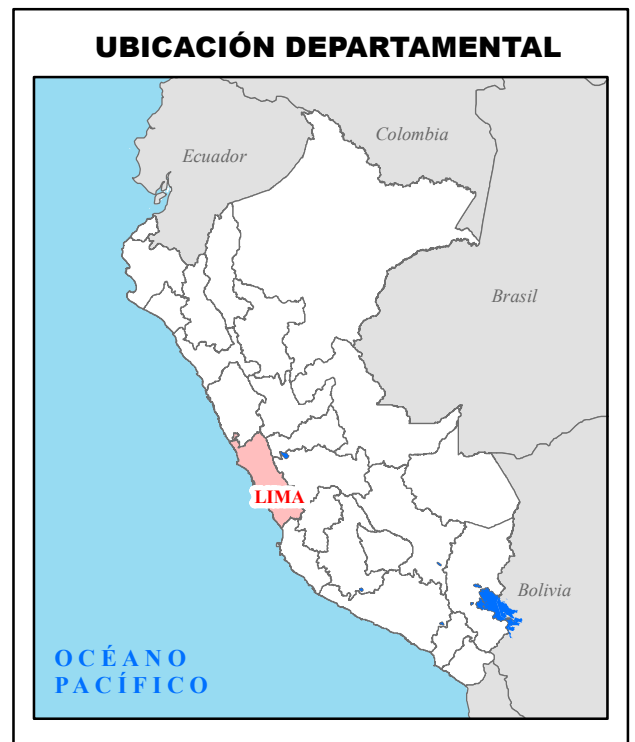 UBICACIÓN DEPARTAMENTAL
Colombia
Ecuador
Brasil
LIMA
Bolivia
OCÉANO
PACÍFICO